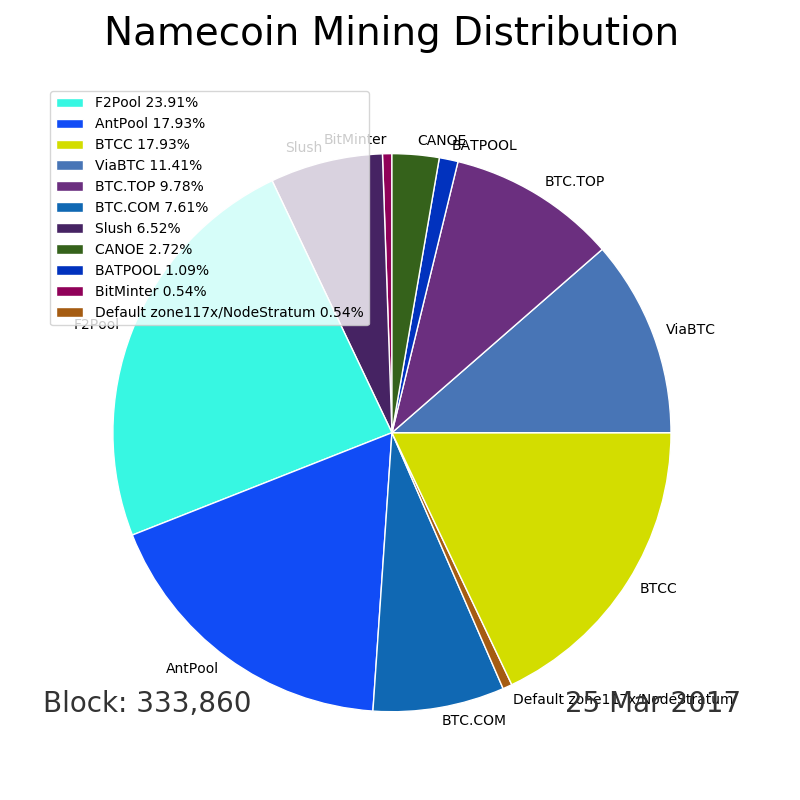 Namecoin Mining Distribution
F2Pool 23.91%
AntPool 17.93%
BTCC 17.93%
ViaBTC 11.41%
BTC.TOP 9.78%
BTC.COM 7.61%
Slush 6.52%
CANOE 2.72%
BATPOOL 1.09%
BitMinter 0.54%
Default zone117x/NodeStratum 0.54%
BitMinter
CANOE
BATPOOL
Slush
BTC.TOP
F2Pool
ViaBTC
BTCC
AntPool
Default zone117x/NodeStratum
Block: 333,860
25 Mar 2017
BTC.COM